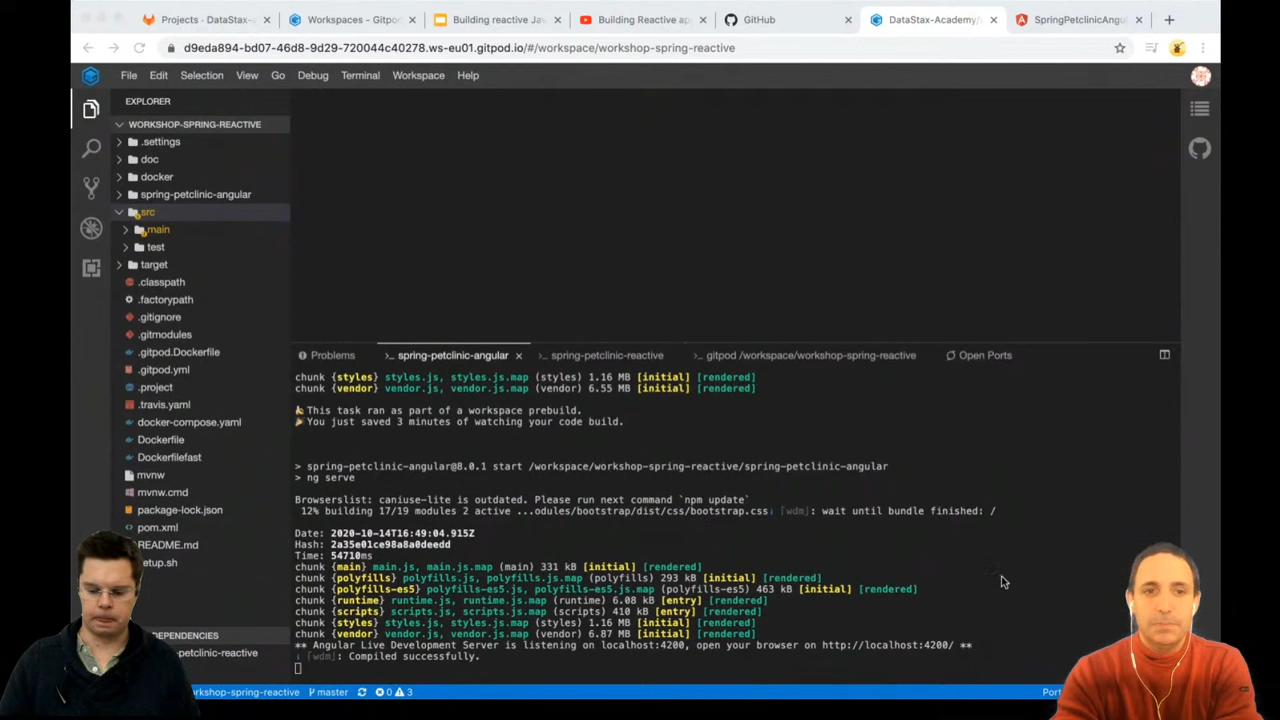 Projects - DataStax-a
Workspaces - Gitpod
Building reactive Jav
Building Reactive ap
GitHub
DataStax-Academy/
SpringPetclinicAngul
d9eda894-bd07-46d8-9d29-720044c40278.ws-eu01.gitpod.io/#/workspace/workshop-spring-reactive
File Edit Selection View Go Debug Terminal Workspace Help
EXPLORER
WORKSHOP-SPRING-REACTIVE
.settings
doc
docker
spring-petclinic-angular
src
main
test
target
.classpath
.factorypath
.gitignore
.gitmodules
.gitpod.Dockerfile
.gitpod.yml
.project
.travis.yaml
docker-compose.yaml
Dockerfile
Dockerfilefast
mvnw
mvnw.cmd
package-lock.json
pom.xml
README.md
etup.sh
DEPENDENCIES
petclinic-reactive
Problems
>_ spring-petclinic-angular
>_ spring-petclinic-reactive
>_ gitpod /workspace/workshop-spring-reactive
Open Ports
chunk {styles} styles.js, styles.js.map (styles) 1.16 MB [initial] [rendered]
chunk {vendor} vendor.js, vendor.js.map (vendor) 6.55 MB [initial] [rendered]
This task ran as part of a workspace prebuild.
You just saved 3 minutes of watching your code build.
> spring-petclinic-angular@8.0.1 start /workspace/workshop-spring-reactive/spring-petclinic-angular
> ng serve
Browserslist: caniuse-lite is outdated. Please run next command `npm update`
12% building 17/19 modules 2 active ...odules/bootstrap/dist/css/bootstrap.css ℹ ｢wdm｣: wait until bundle finished: /
Date: 2020-10-14T16:49:04.915Z
Hash: 2a35e01ce98a8a0deedd
Time: 54710ms
chunk {main} main.js, main.js.map (main) 331 kB [initial] [rendered]
chunk {polyfills} polyfills.js, polyfills.js.map (polyfills) 293 kB [initial] [rendered]
chunk {polyfills-es5} polyfills-es5.js, polyfills-es5.js.map (polyfills-es5) 463 kB [initial] [rendered]
chunk {runtime} runtime.js, runtime.js.map (runtime) 6.08 kB [entry] [rendered]
chunk {scripts} scripts.js, scripts.js.map (scripts) 410 kB [entry] [rendered]
chunk {styles} styles.js, styles.js.map (styles) 1.16 MB [initial] [rendered]
chunk {vendor} vendor.js, vendor.js.map (vendor) 6.87 MB [initial] [rendered]
** Angular Live Development Server is listening on localhost:4200, open your browser on http://localhost:4200/ **
ℹ ｢wdm｣: Compiled successfully.
orkshop-spring-reactive
master
0 3
Port